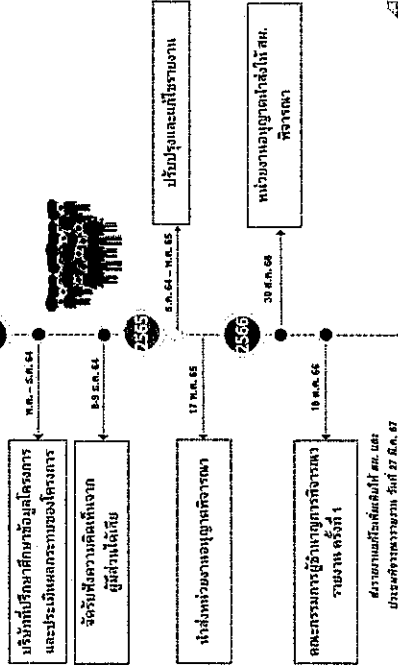 พ.ค. – ธ.ค. 64
บริษัทที่ปรึกษาศึกษาข้อมูลโครงการ
และประเมินผลกระทบของโครงการ
8-9 ธ.ค. 64
จัดรับฟังความคิดเห็นจาก
ผู้มีส่วนได้เสีย
2565
ธ.ค. 64 – พ.ค. 65
ปรับปรุงและแก้ไขรายงาน
17 พ.ค. 65
นำส่งหน่วยงานอนุญาตพิจารณา
2566
30 ส.ค. 66
หน่วยงานอนุญาตนำส่งให้ สผ.
พิจารณา
18 ต.ค. 66
คณะกรรมการผู้ชำนาญการพิจารณา
รายงาน ครั้งที่ 1
ส่งรายงานแก้ไขเพิ่มเติมให้ สผ. และ
ประชุมพิจารณารายงาน วันที่ 27 มี.ค. 67